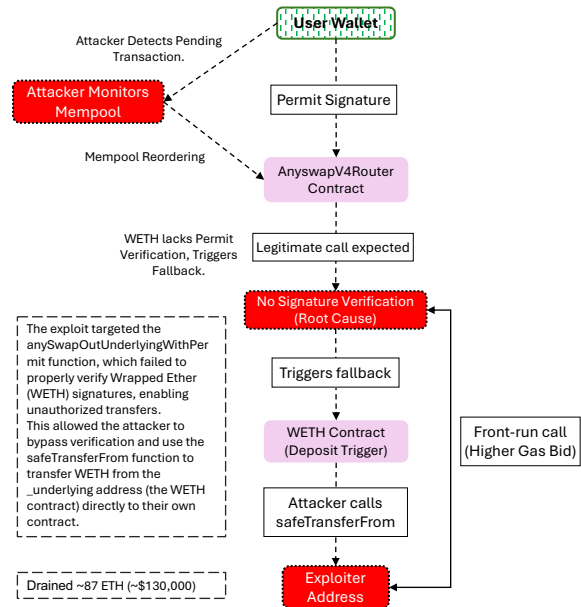 User Wallet
Attacker Detects Pending
Transaction.
Attacker Monitors
Mempool
Permit Signature
Mempool Reordering
AnyswapV4Router
Contract
WETH lacks Permit
Verification, Triggers
Fallback.
Legitimate call expected
No Signature Verification
(Root Cause)
The exploit targeted the
anySwapOutUnderlyingWithPer
mit function, which failed to
properly verify Wrapped Ether
(WETH) signatures, enabling
unauthorized transfers.
This allowed the attacker to
bypass verification and use the
safeTransferFrom function to
transfer WETH from the
_underlying address (the WETH
contract) directly to their own
contract.
Triggers fallback
WETH Contract
(Deposit Trigger)
Front-run call
(Higher Gas Bid)
Attacker calls
safeTransferFrom
Exploiter
Address
Drained ~87 ETH (~$130,000)